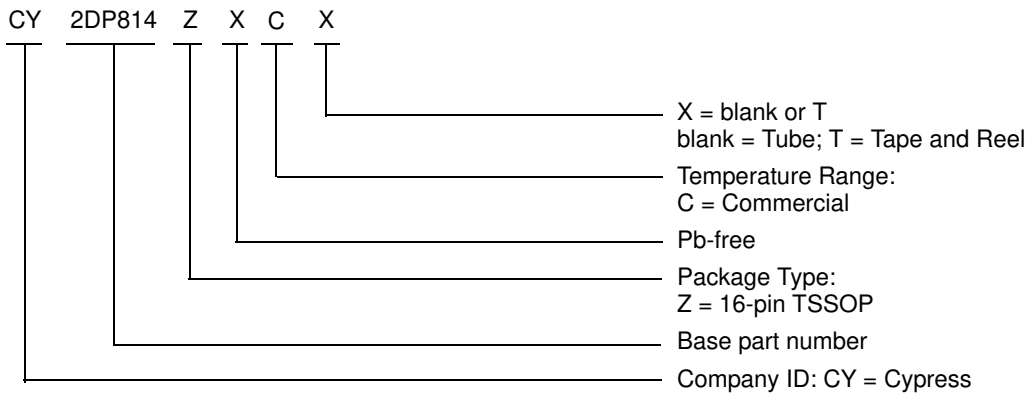 CY 2DP814 Z X C X
X = blank or T
blank = Tube; T = Tape and Reel
Temperature Range:
C = Commercial
Pb-free
Package Type:
Z = 16-pin TSSOP
Base part number
Company ID: CY = Cypress